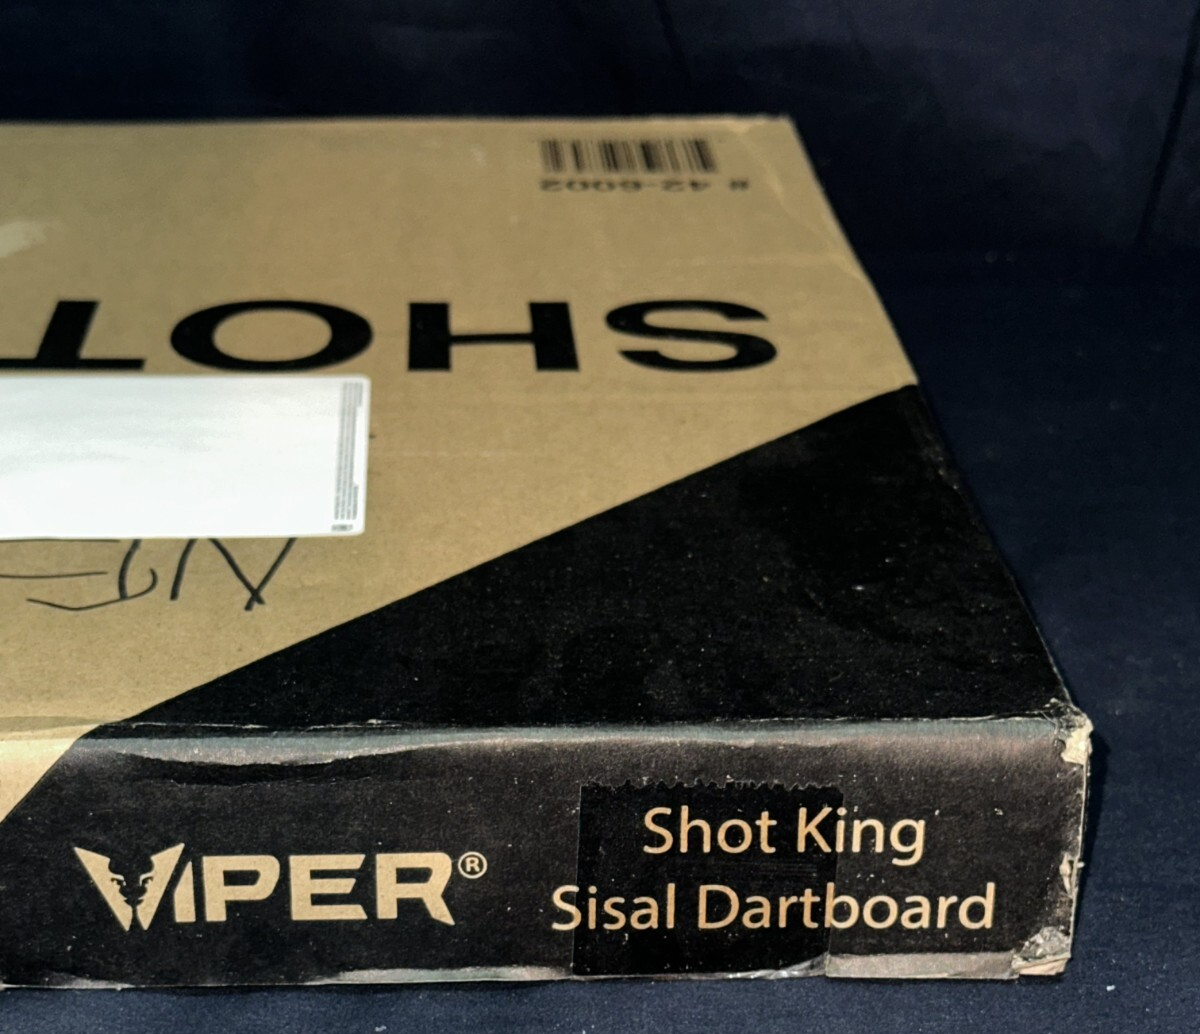 # 42-6002
SHOT
VIPER®
Shot King
Sisal Dartboard